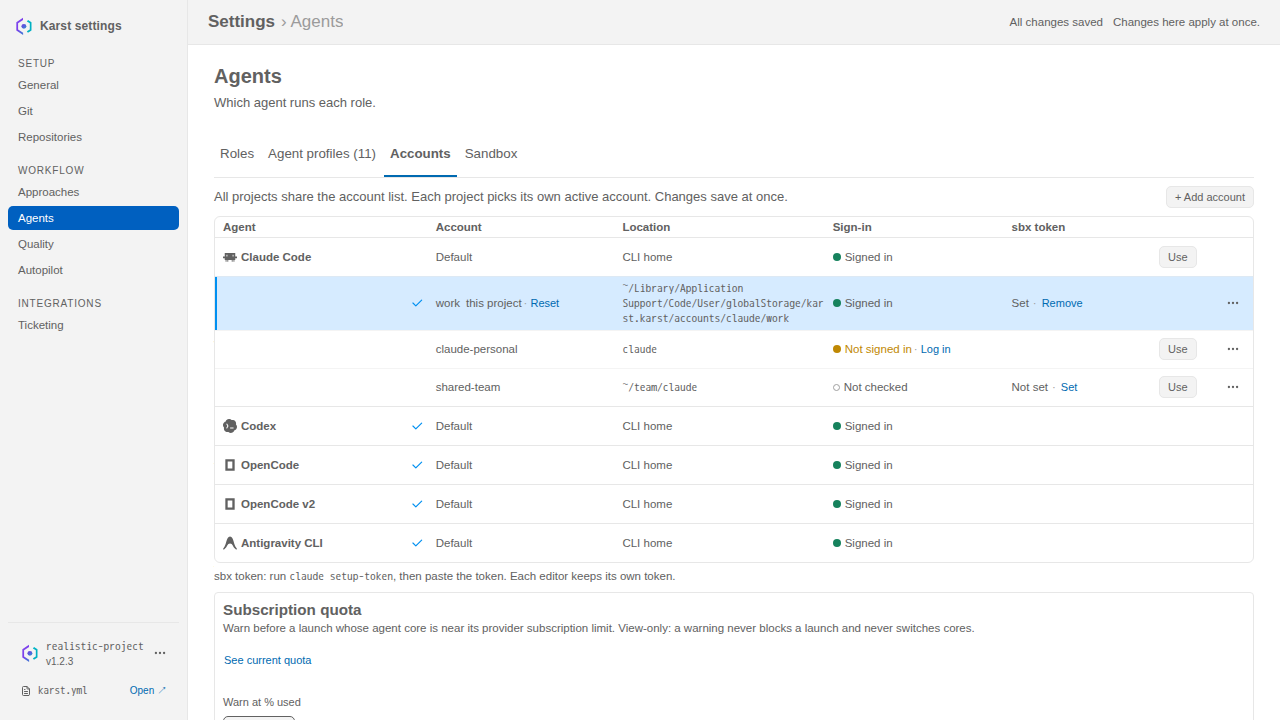 Karst settings
SETUP
General
Git
Repositories
WORKFLOW
Approaches
Agents
Quality
Autopilot
INTEGRATIONS
Ticketing
realistic-project
v1.2.3
karst.yml
Open ↗
Settings › Agents
All changes saved
Changes here apply at once.
Agents
Which agent runs each role.
Roles
Agent profiles (11)
Accounts
Sandbox
All projects share the account list. Each project picks its own active account. Changes save at once.
+ Add account
Agent Account Location Sign-in sbx token
Claude Code Default CLI home Signed in Use
work this project · Reset
~/Library/Application
Support/Code/User/globalStorage/kar
st.karst/accounts/claude/work
Signed in
Set · Remove
claude-personal claude Not signed in · Log in Use
shared-team ~/team/claude Not checked Not set · Set Use
Codex Default CLI home Signed in
OpenCode Default CLI home Signed in
OpenCode v2 Default CLI home Signed in
Antigravity CLI Default CLI home Signed in
sbx token: run claude setup-token, then paste the token. Each editor keeps its own token.
Subscription quota
Warn before a launch whose agent core is near its provider subscription limit. View-only: a warning never blocks a launch and never switches cores.
See current quota
Warn at % used